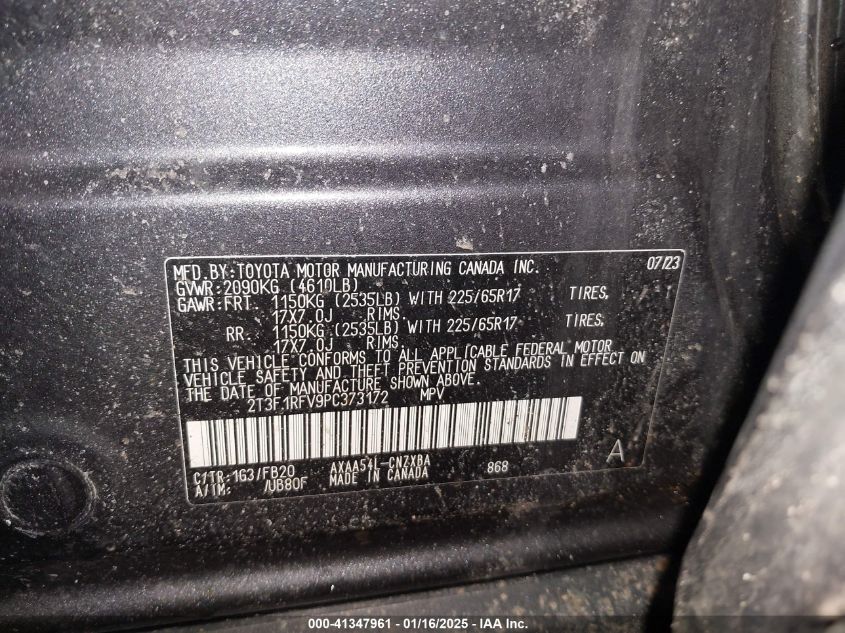 MFD.BY:TOYOTA MOTOR MANUFACTURING CANADA INC. 07/23
GVWR:2090KG (4610LB)
GAWR:FRT. 1150KG (2535LB) WITH 225/65R17 TIRES,
17X7.0J RIMS,
RR. 1150KG (2535LB) WITH 225/65R17 TIRES,
17X7.0J RIMS.
THIS VEHICLE CONFORMS TO ALL APPLICABLE FEDERAL MOTOR
VEHICLE SAFETY AND THEFT PREVENTION STANDARDS IN EFFECT ON
THE DATE OF MANUFACTURE SHOWN ABOVE.
2T3F1RFV9PC373172 MPV
C/TR:163/FB20 AXAA54L-CNZXBA 868 A
A/IM: /UB80F MADE IN CANADA
000-41347961 - 01/16/2025 - IAA Inc.